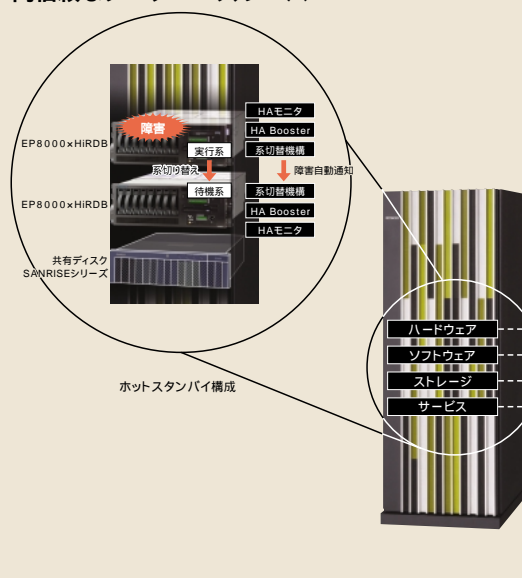 HAモニタ
HA Booster
系切替機構
障害
実行系
EP8000×HiRDB
系切り替え
障害自動通知
待機系
系切替機構
HA Booster
HAモニタ
EP8000×HiRDB
共有ディスク
SANRISEシリーズ
ホットスタンバイ構成
ハードウェア
ソフトウェア
ストレージ
サービス